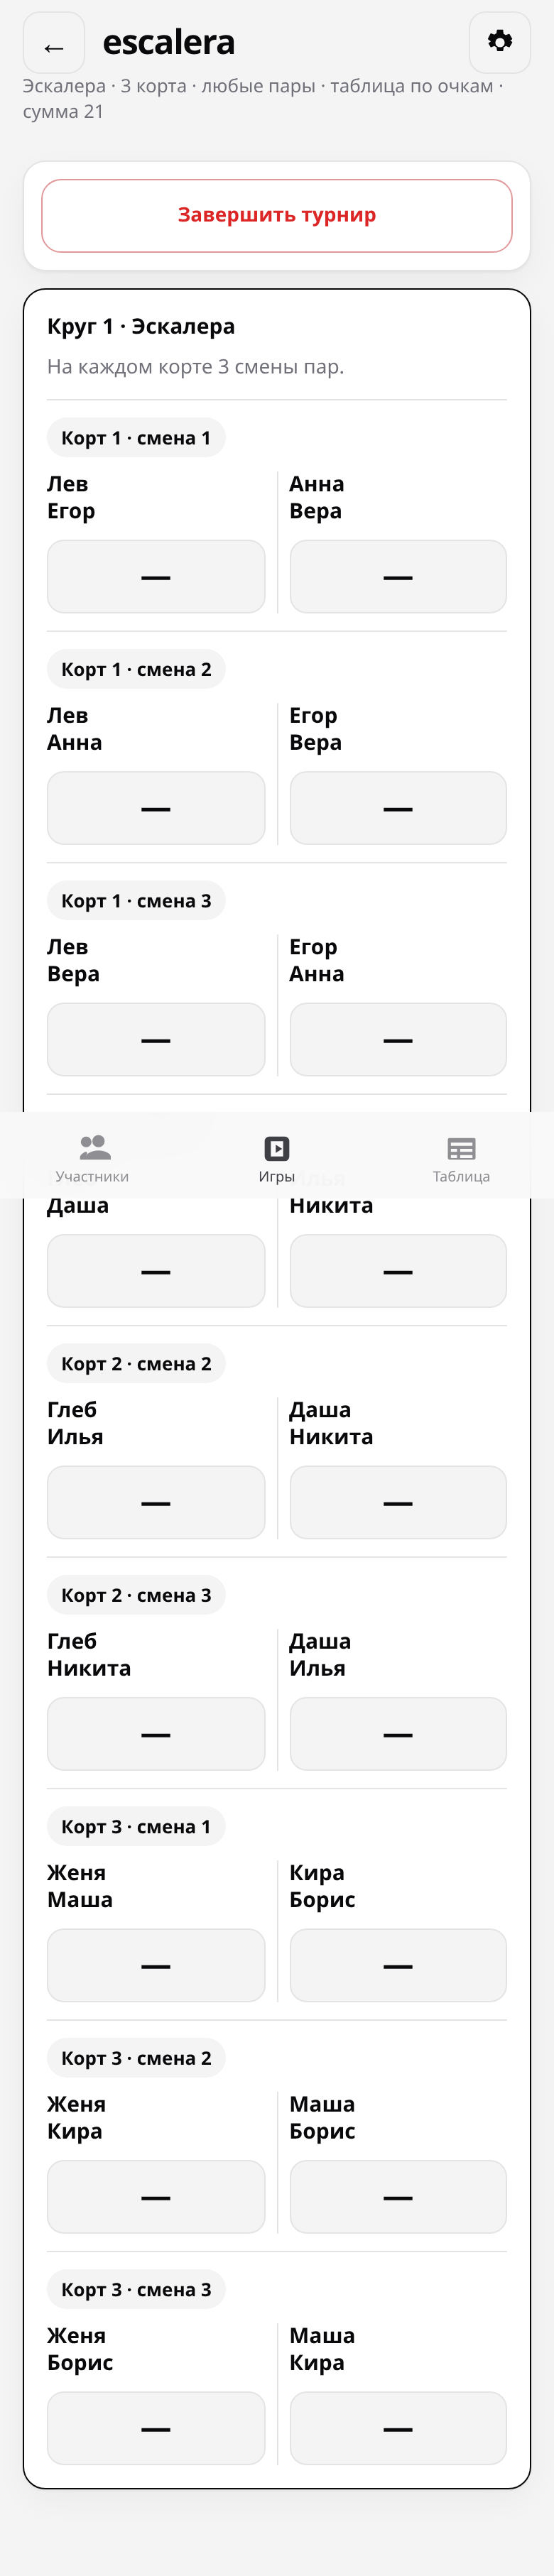 ← escalera
Эскалера · 3 корта · любые пары · таблица по очкам ·
сумма 21
Завершить турнир
Круг 1 · Эскалера
На каждом корте 3 смены пар.
Корт 1 · смена 1
Лев Анна
Егор Вера
— —
Корт 1 · смена 2
Лев Егор
Анна Вера
— —
Корт 1 · смена 3
Лев Егор
Вера Анна
— —
Участники Игры Таблица
Даша Никита
— —
Корт 2 · смена 2
Глеб Даша
Илья Никита
— —
Корт 2 · смена 3
Глеб Даша
Никита Илья
— —
Корт 3 · смена 1
Женя Кира
Маша Борис
— —
Корт 3 · смена 2
Женя Маша
Кира Борис
— —
Корт 3 · смена 3
Женя Маша
Борис Кира
— —